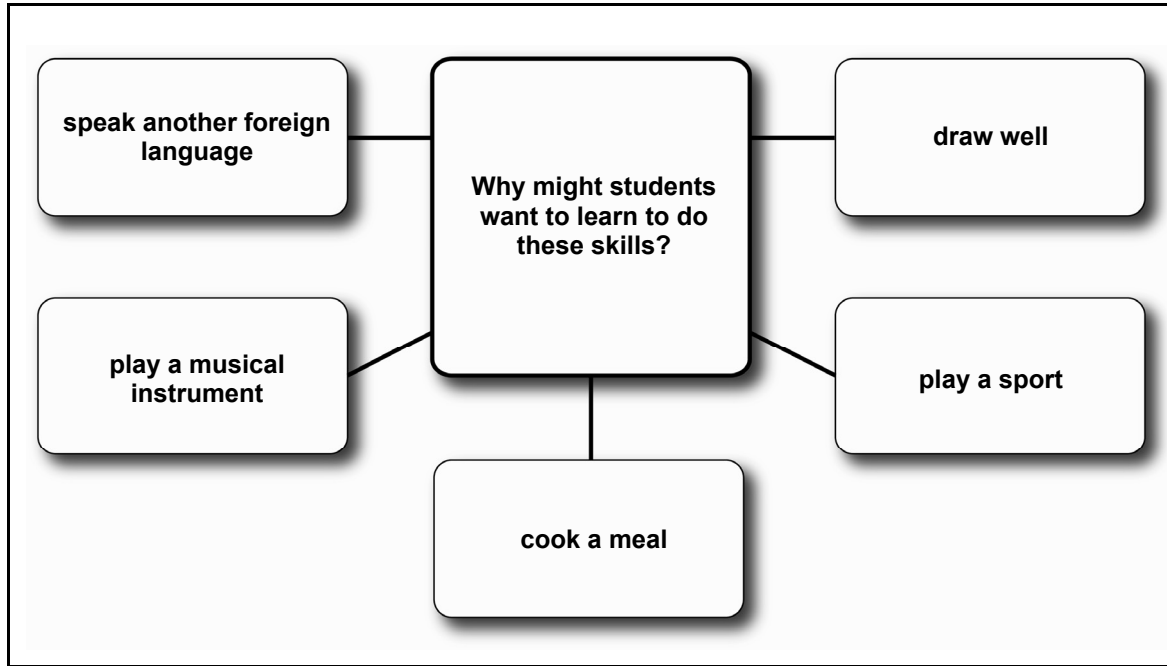 speak another foreign
language
Why might students
want to learn to do
these skills?
draw well
play a musical
instrument
play a sport
cook a meal